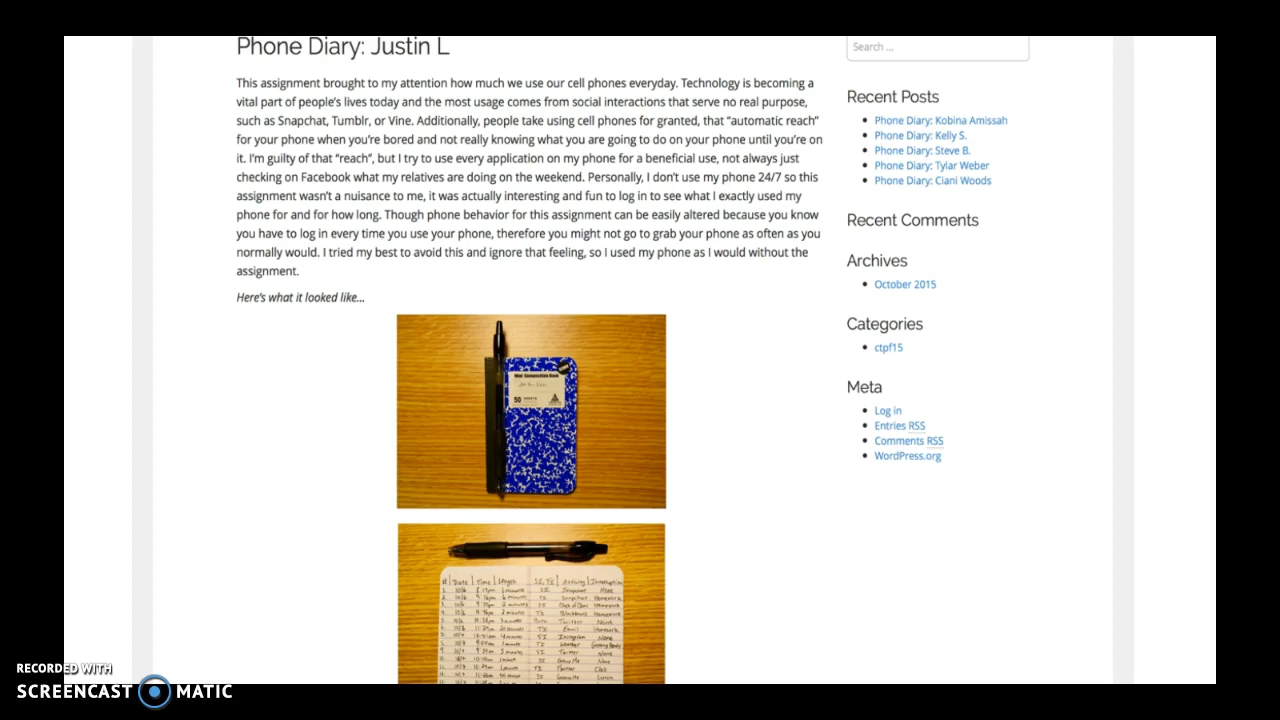 Phone Diary: Justin L
This assignment brought to my attention how much we use our cell phones everyday. Technology is becoming a
vital part of people's lives today and the most usage comes from social interactions that serve no real purpose,
such as Snapchat, Tumblr, or Vine. Additionally, people take using cell phones for granted, that “automatic reach”
for your phone when you're bored and not really knowing what you are going to do on your phone until you're on
it. I'm guilty of that “reach”, but I try to use every application on my phone for a beneficial use, not always just
checking on Facebook what my relatives are doing on the weekend. Personally, I don't use my phone 24/7 so this
assignment wasn't a nuisance to me, it was actually interesting and fun to log in to see what I exactly used my
phone for and for how long. Though phone behavior for this assignment can be easily altered because you know
you have to log in every time you use your phone, therefore you might not go to grab your phone as often as you
normally would. I tried my best to avoid this and ignore that feeling, so I used my phone as I would without the
assignment.
Here's what it looked like...
Mini Composition Book
50 SHEETS
# Date Time Length SI, TI Activity Interruption
Search ...
Recent Posts
Phone Diary: Kobina Amissah
Phone Diary: Kelly S.
Phone Diary: Steve B.
Phone Diary: Tylar Weber
Phone Diary: Ciani Woods
Recent Comments
Archives
October 2015
Categories
ctpf15
Meta
Log in
Entries RSS
Comments RSS
WordPress.org
RECORDED WITH
SCREENCAST MATIC